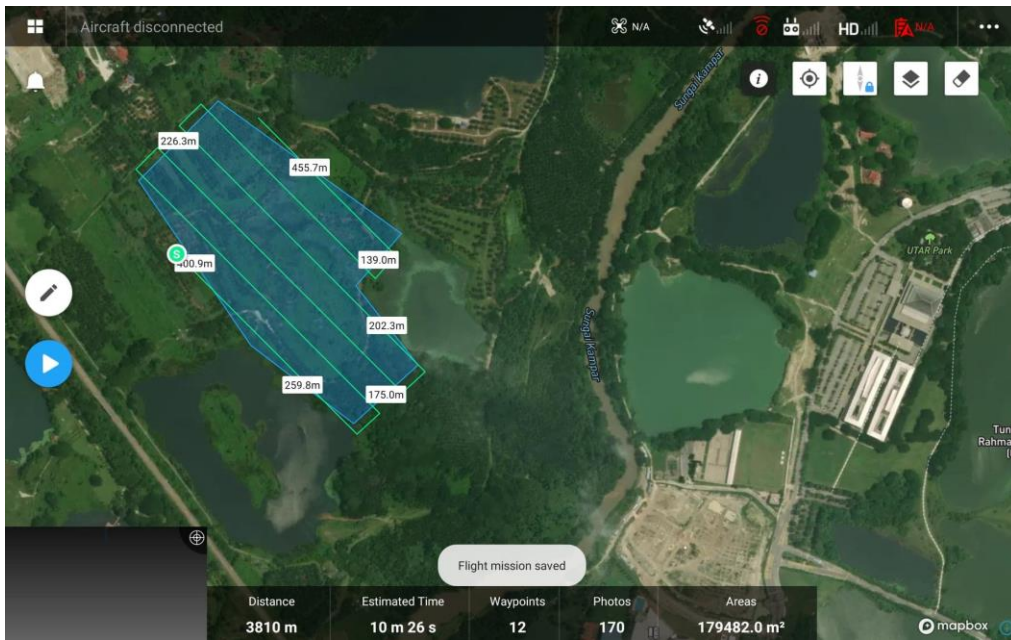 Aircraft disconnected
N/A
HD
N/A
Sungai Kampar
226.3m
455.7m
S
400.9m
139.0m
202.3m
259.8m
175.0m
Sungai Kampar
UTAR Park
Tun
Rahma
Flight mission saved
Distance
Estimated Time
Waypoints
Photos
Areas
3810 m
10 m 26 s
12
170
179482.0 m²
mapbox